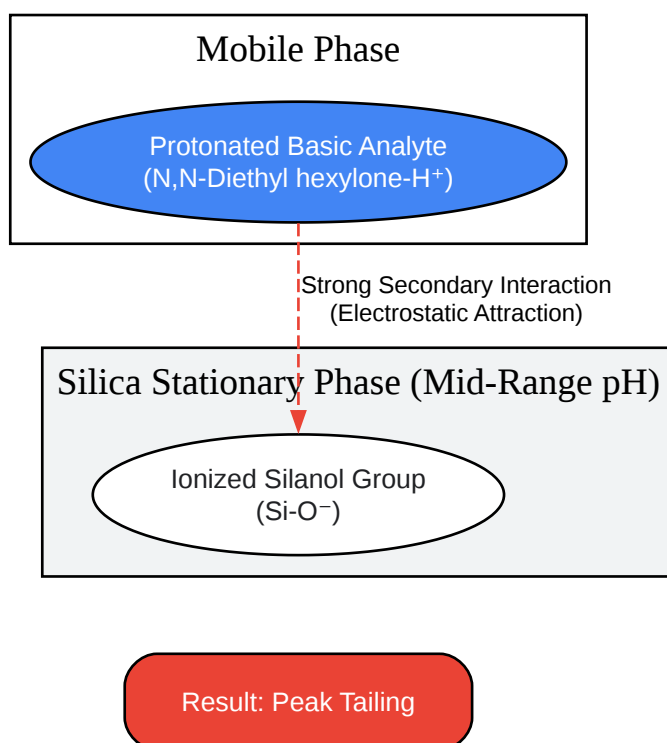 Mobile Phase
Protonated Basic Analyte
(N,N-Diethyl hexylone-H⁺)
Strong Secondary Interaction
(Electrostatic Attraction)
Silica Stationary Phase (Mid-Range pH)
Ionized Silanol Group
(Si-O⁻)
Result: Peak Tailing